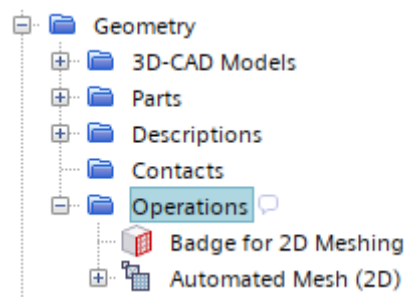 Geometry
3D-CAD Models
Parts
Descriptions
Contacts
Operations
Badge for 2D Meshing
Automated Mesh (2D)